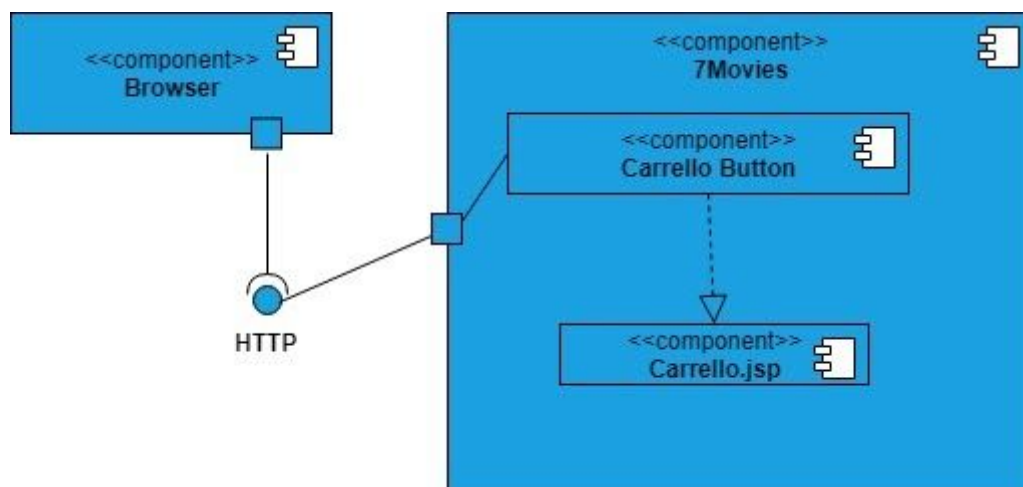 <<component>>
Browser
<<component>>
7Movies
<<component>>
Carrello Button
HTTP
<<component>>
Carrello.jsp